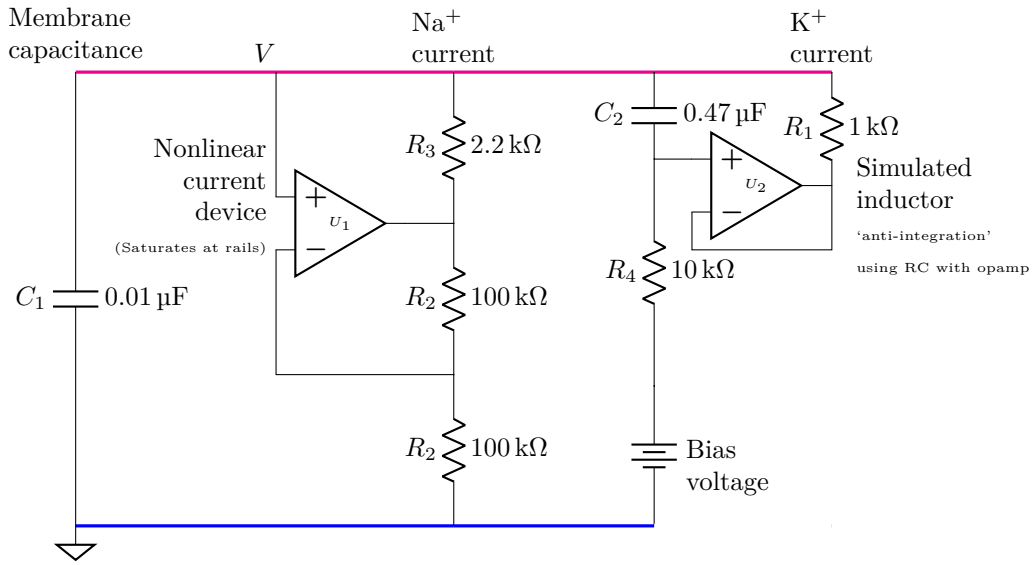 Membrane
capacitance
V
Na⁺
current
K⁺
current
C₂ 0.47 µF
R₁ 1 kΩ
R₃ 2.2 kΩ
Nonlinear
current
device
(Saturates at rails)
+
U₁
−
+
U₂
−
Simulated
inductor
‘anti-integration’
using RC with opamp
C₁ 0.01 µF
R₂ 100 kΩ
R₄ 10 kΩ
R₂ 100 kΩ
Bias
voltage